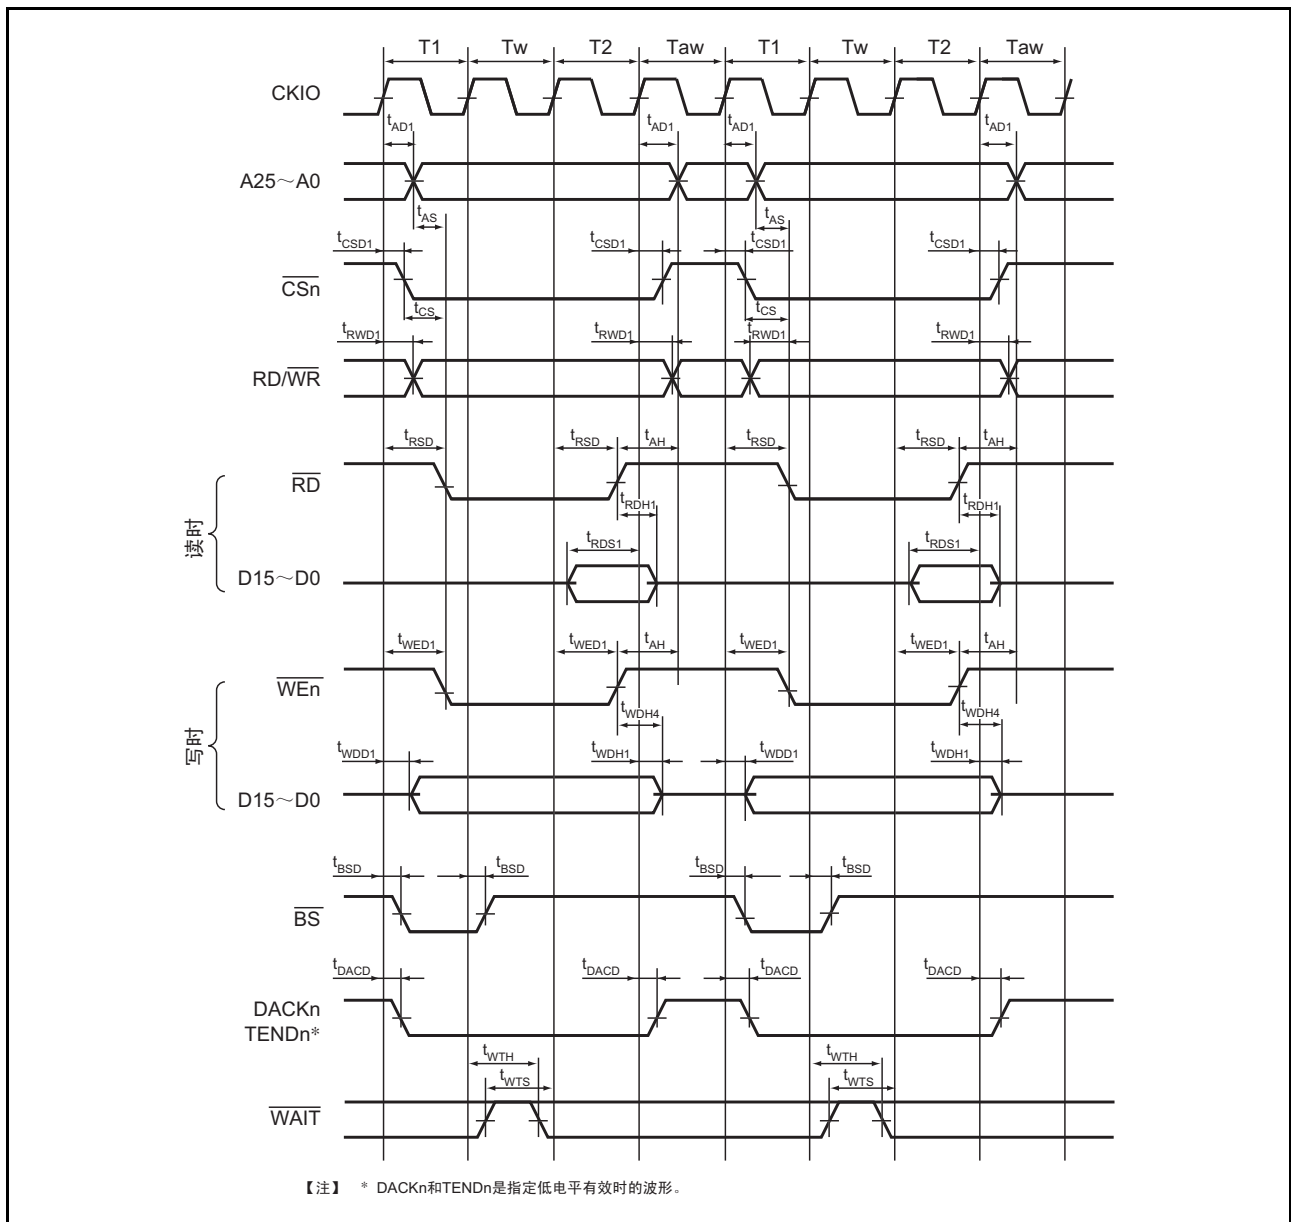 T1 Tw T2 Taw T1 Tw T2 Taw
CKIO
tAD1 tAD1 tAD1 tAD1
A25～A0
tAS tAS
tCSD1 tCSD1 tCSD1 tCSD1
CSn
tCS tCS
tRWD1 tRWD1 tRWD1 tRWD1
RD/WR
tRSD tRSD tAH tRSD tRSD tAH
RD
tRDH1 tRDH1
读时
tRDS1 tRDS1
D15～D0
tWED1 tWED1 tAH tWED1 tWED1 tAH
WEn
tWDH4 tWDH4
写时
tWDD1 tWDH1 tWDD1 tWDH1
D15～D0
tBSD tBSD tBSD tBSD
BS
tDACD tDACD tDACD tDACD
DACKn
TENDn*
tWTH tWTH
tWTS tWTS
WAIT
【注】 * DACKn和TENDn是指定低电平有效时的波形。